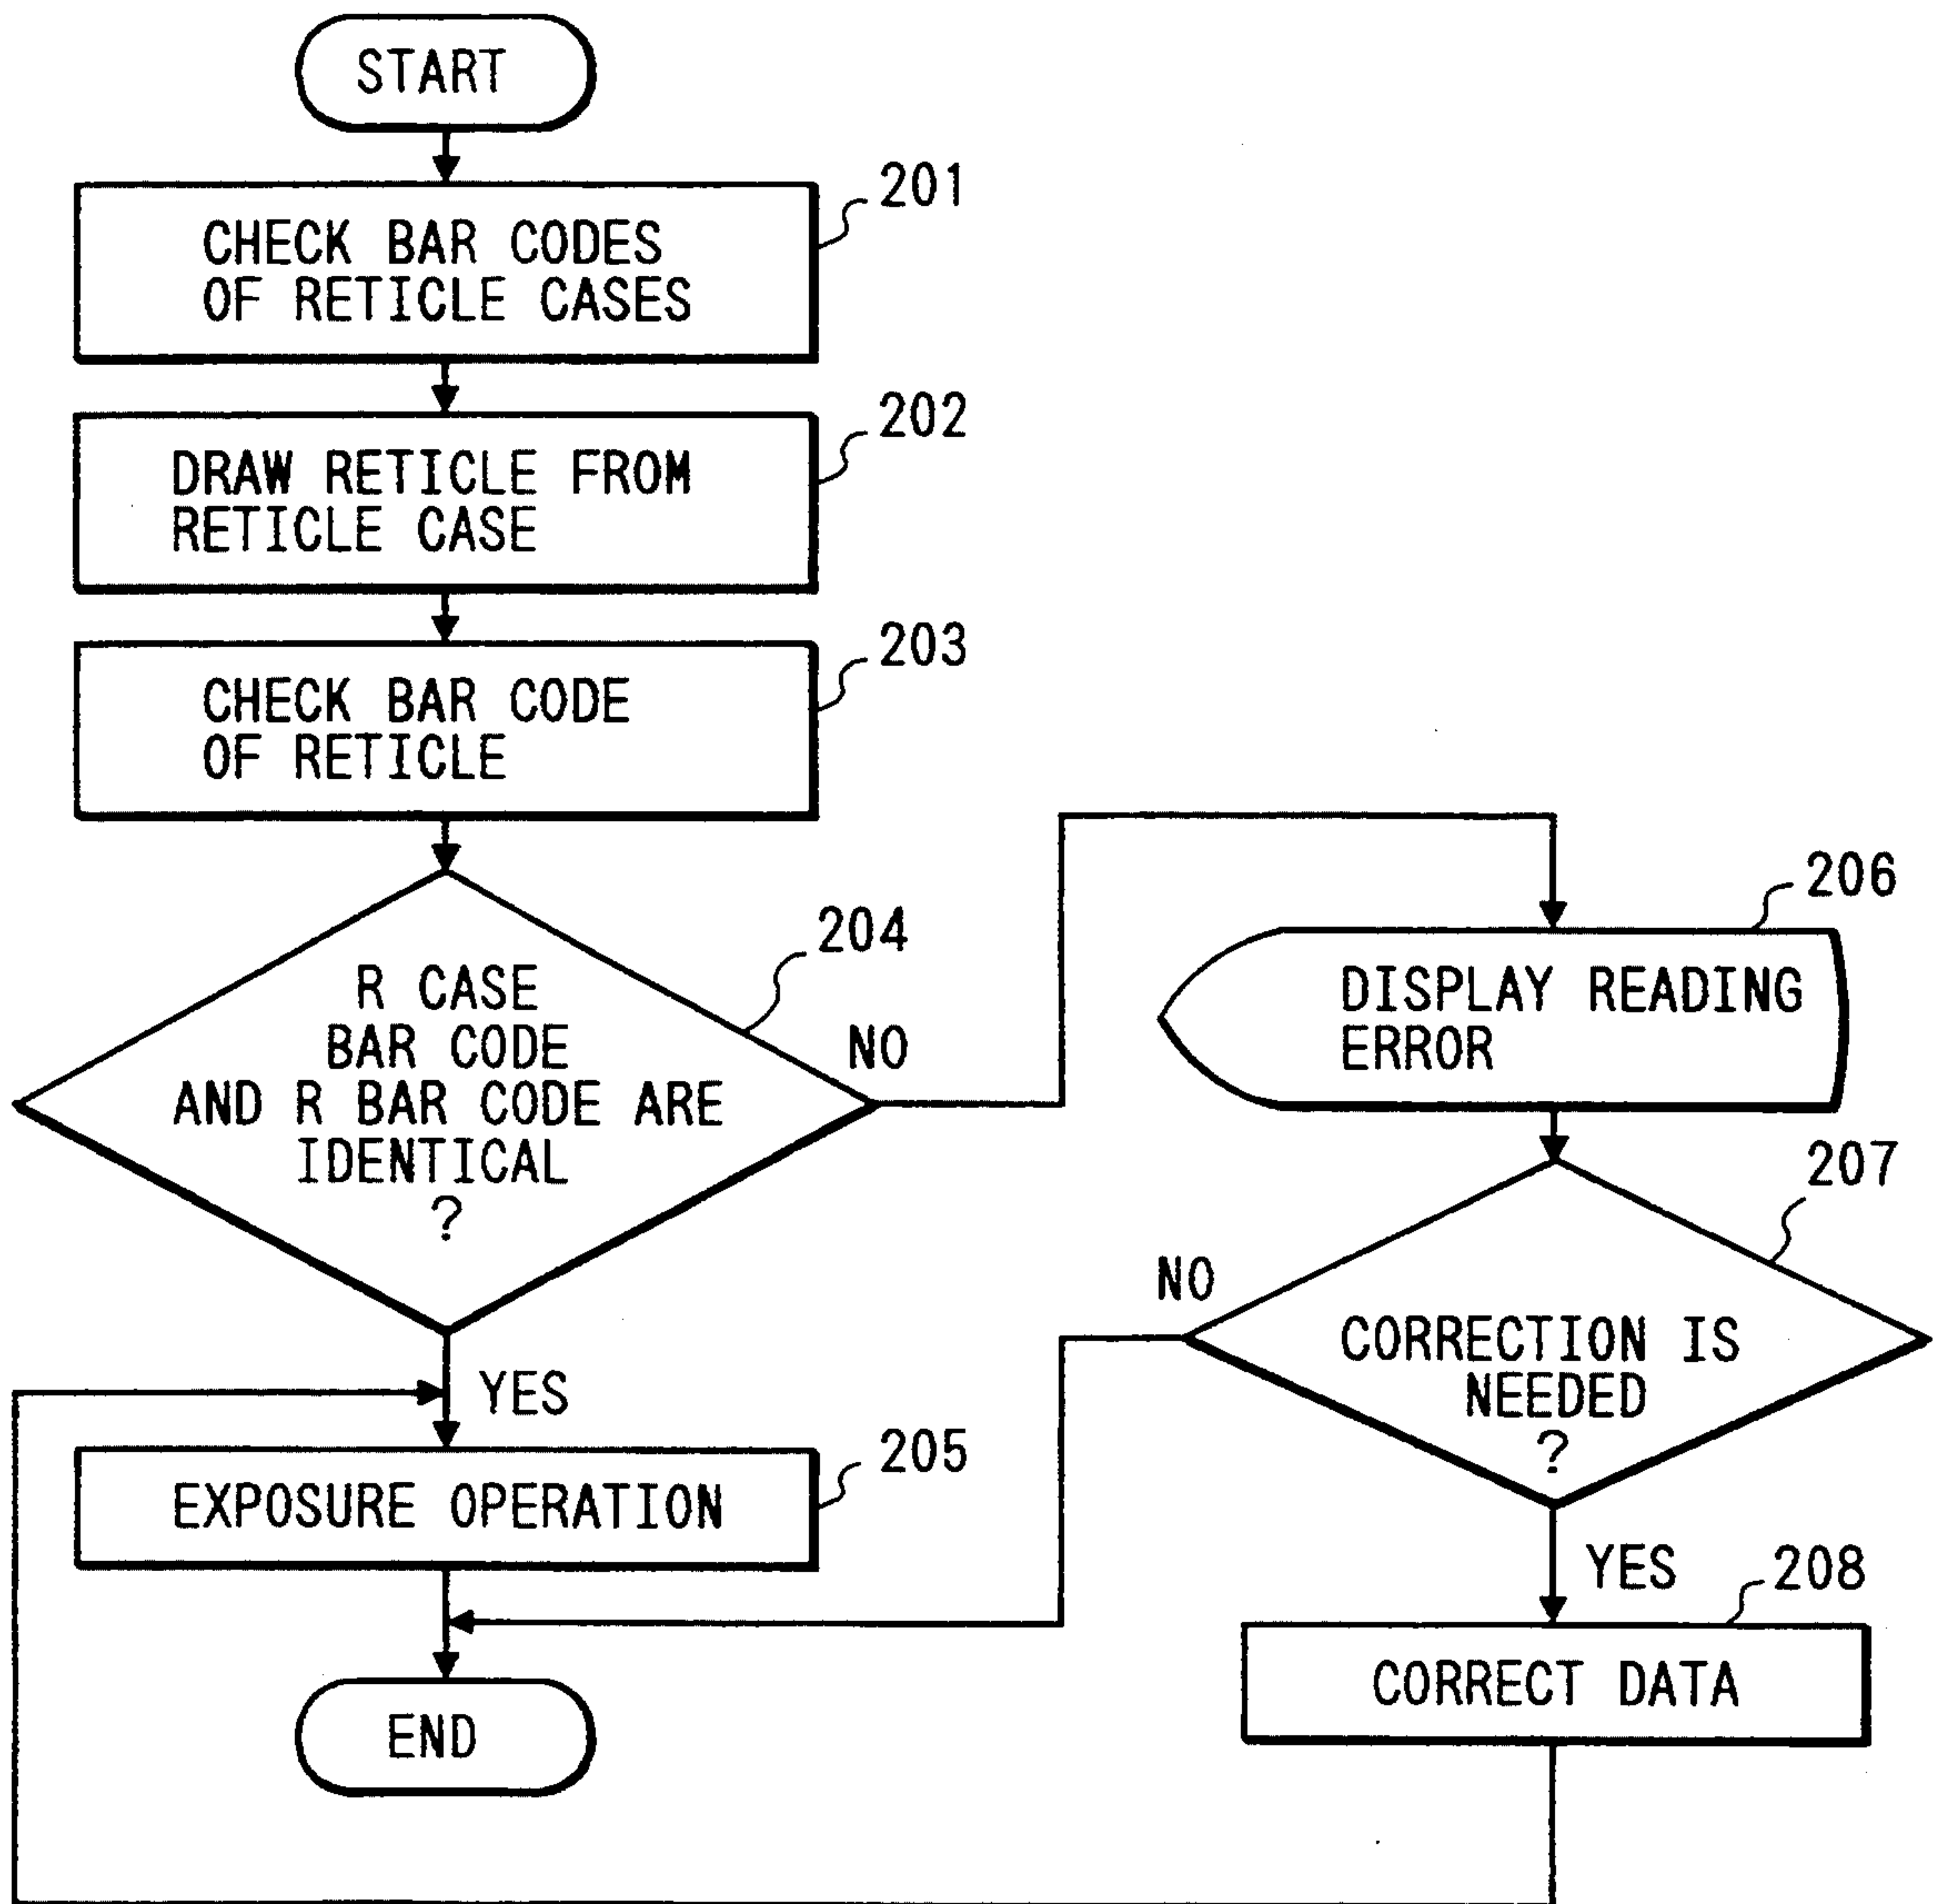 START
201
CHECK BAR CODES
OF RETICLE CASES
202
DRAW RETICLE FROM
RETICLE CASE
203
CHECK BAR CODE
OF RETICLE
204
R CASE
BAR CODE
AND R BAR CODE ARE
IDENTICAL
?
NO
YES
205
EXPOSURE OPERATION
END
206
DISPLAY READING
ERROR
207
CORRECTION IS
NEEDED
?
NO
YES
208
CORRECT DATA